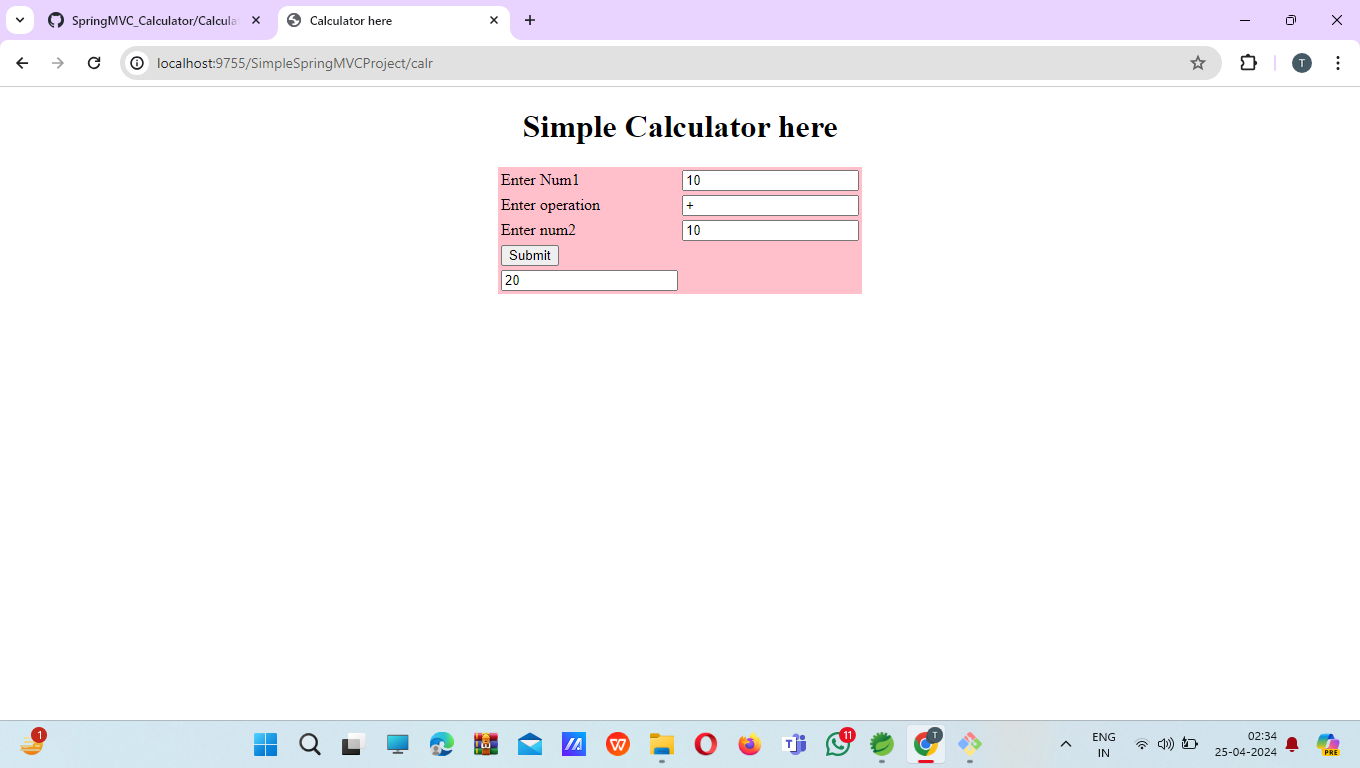 SpringMVC_Calculator/Calcula
Calculator here
localhost:9755/SimpleSpringMVCProject/calr
T
Simple Calculator here
Enter Num1 10
Enter operation +
Enter num2 10
Submit
20
1
W
T
11
T
ENG
IN
02:34
25-04-2024
PRE